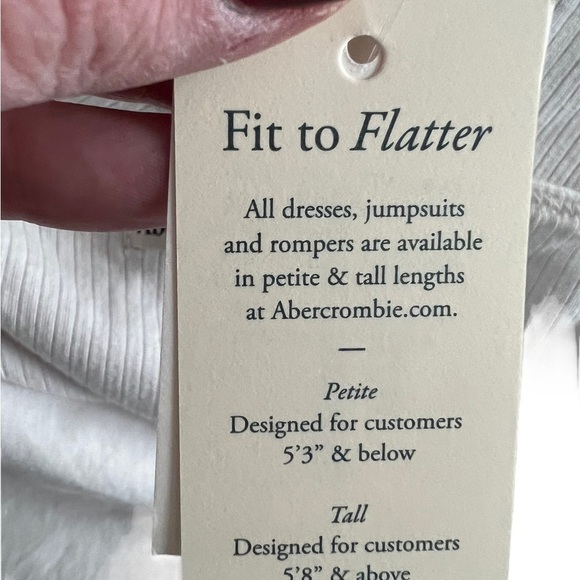 Fit to Flatter
All dresses, jumpsuits
and rompers are available
in petite & tall lengths
at Abercrombie.com.
—
Petite
Designed for customers
5’3” & below
Tall
Designed for customers
5’8” & above